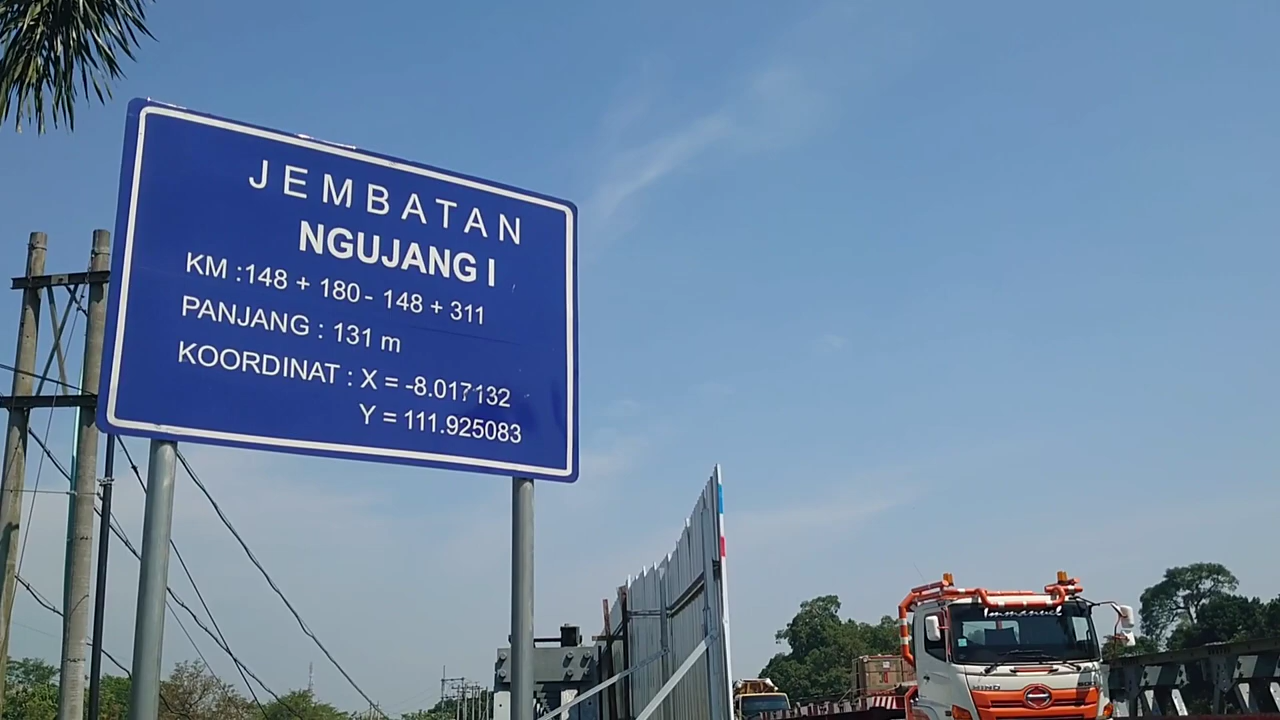 JEMBATAN
NGUJANG I
KM :148 + 180 - 148 + 311
PANJANG : 131 m
KOORDINAT : X = -8.017132
Y = 111.925083
HINO